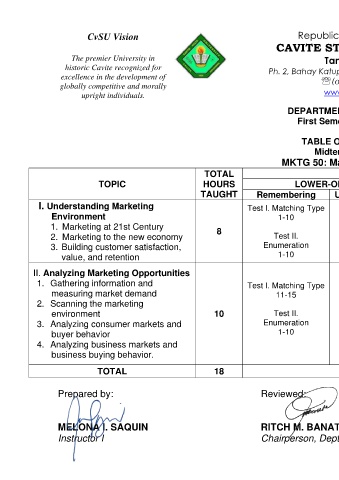 CvSU Vision
The premier University in
historic Cavite recognized for
excellence in the development of
globally competitive and morally
upright individuals.
Republic
CAVITE ST
Tan
Ph. 2, Bahay Katup
(o
www
DEPARTMEN
First Seme
TABLE O
Midter
MKTG 50: Ma
TOPIC
TOTAL
HOURS
TAUGHT
LOWER-O
Remembering
U
I. Understanding Marketing
Environment
1. Marketing at 21st Century
2. Marketing to the new economy
3. Building customer satisfaction,
value, and retention
8
Test I. Matching Type
1-10
Test II.
Enumeration
1-10
II. Analyzing Marketing Opportunities
1. Gathering information and
measuring market demand
2. Scanning the marketing
environment
3. Analyzing consumer markets and
buyer behavior
4. Analyzing business markets and
business buying behavior.
10
Test I. Matching Type
11-15
Test II.
Enumeration
1-10
TOTAL
18
Prepared by:
MELONA I. SAQUIN
Instructor I
Reviewed:
RITCH M. BANAT
Chairperson, Dept